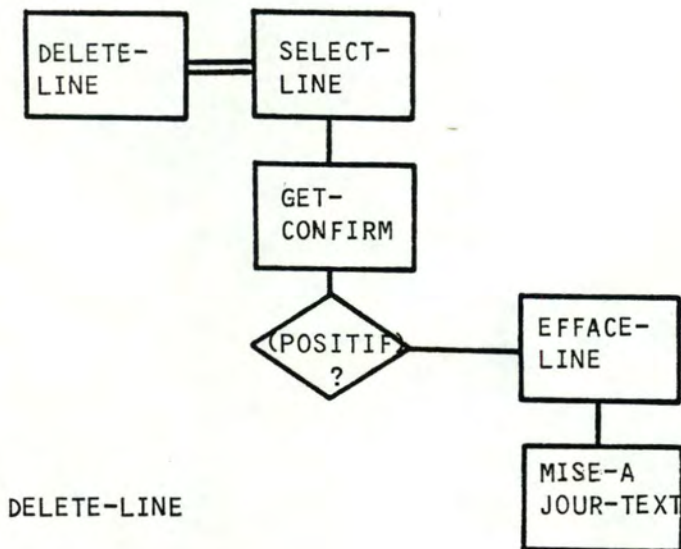 DELETE-
LINE
SELECT-
LINE
GET-
CONFIRM
(POSITIF)
?
EFFACE-
LINE
MISE-A
JOUR-TEXT
DELETE-LINE